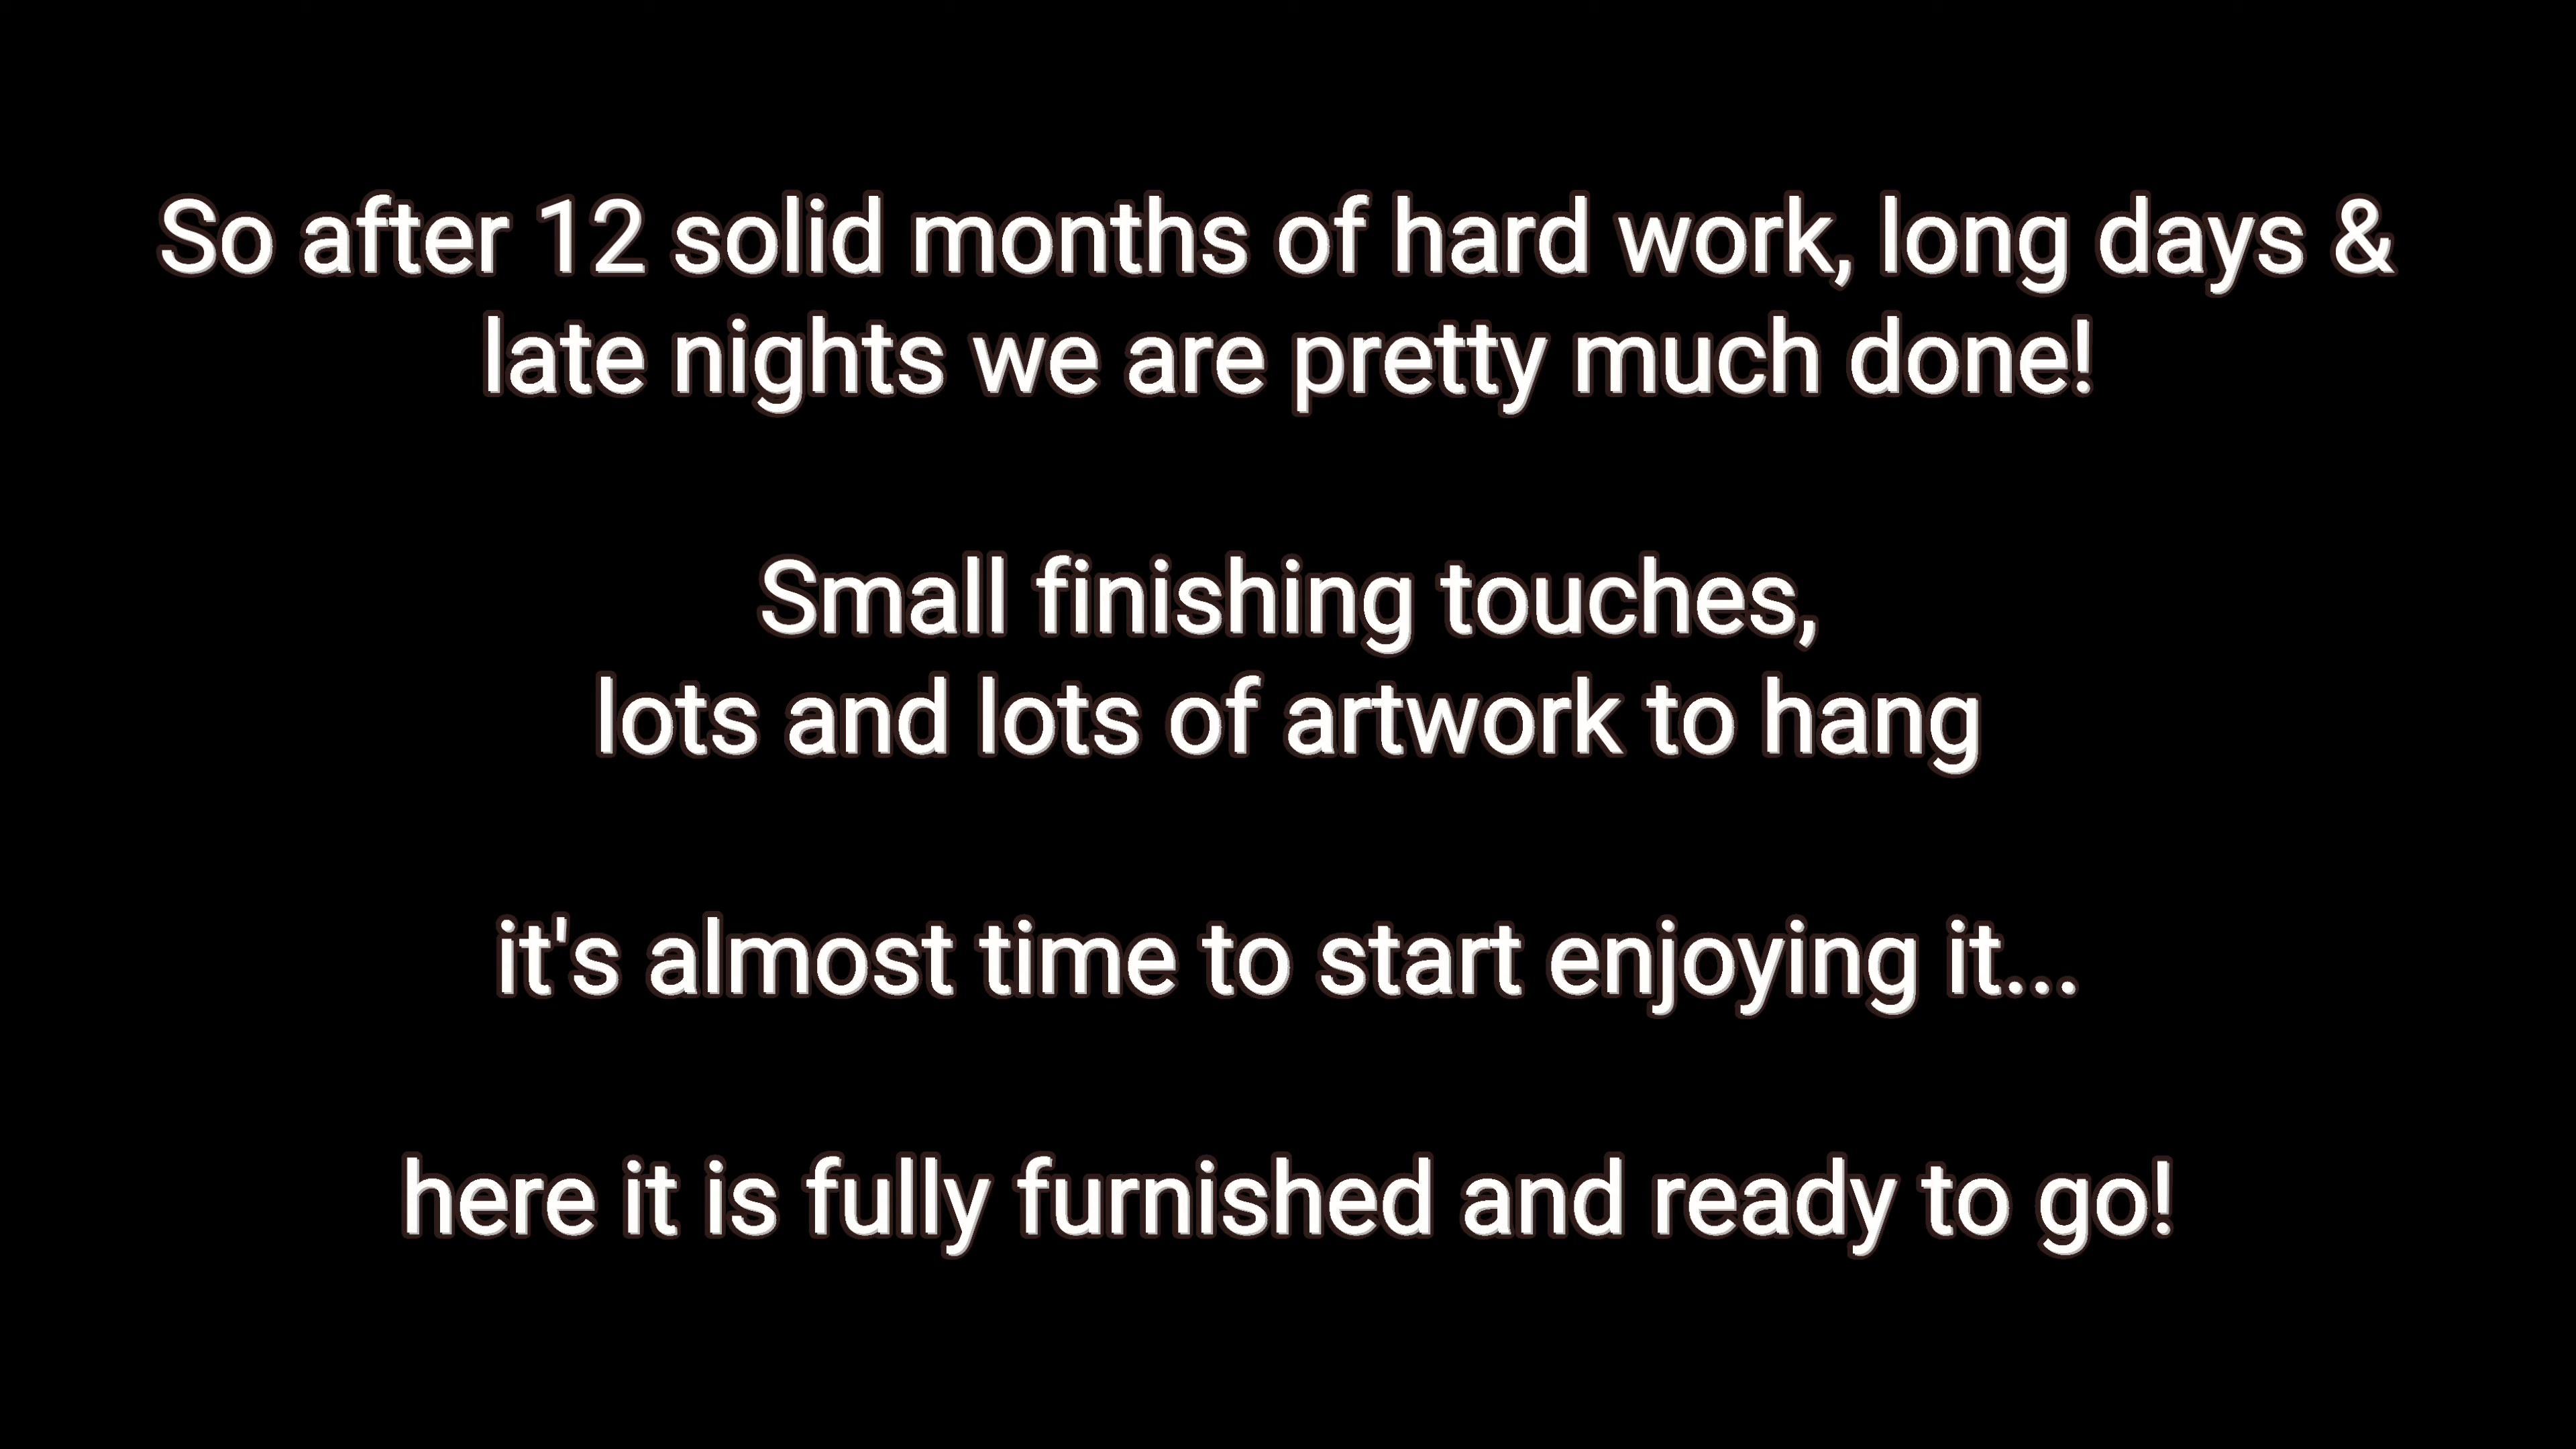 So after 12 solid months of hard work, long days &
late nights we are pretty much done!
Small finishing touches,
lots and lots of artwork to hang
it's almost time to start enjoying it...
here it is fully furnished and ready to go!